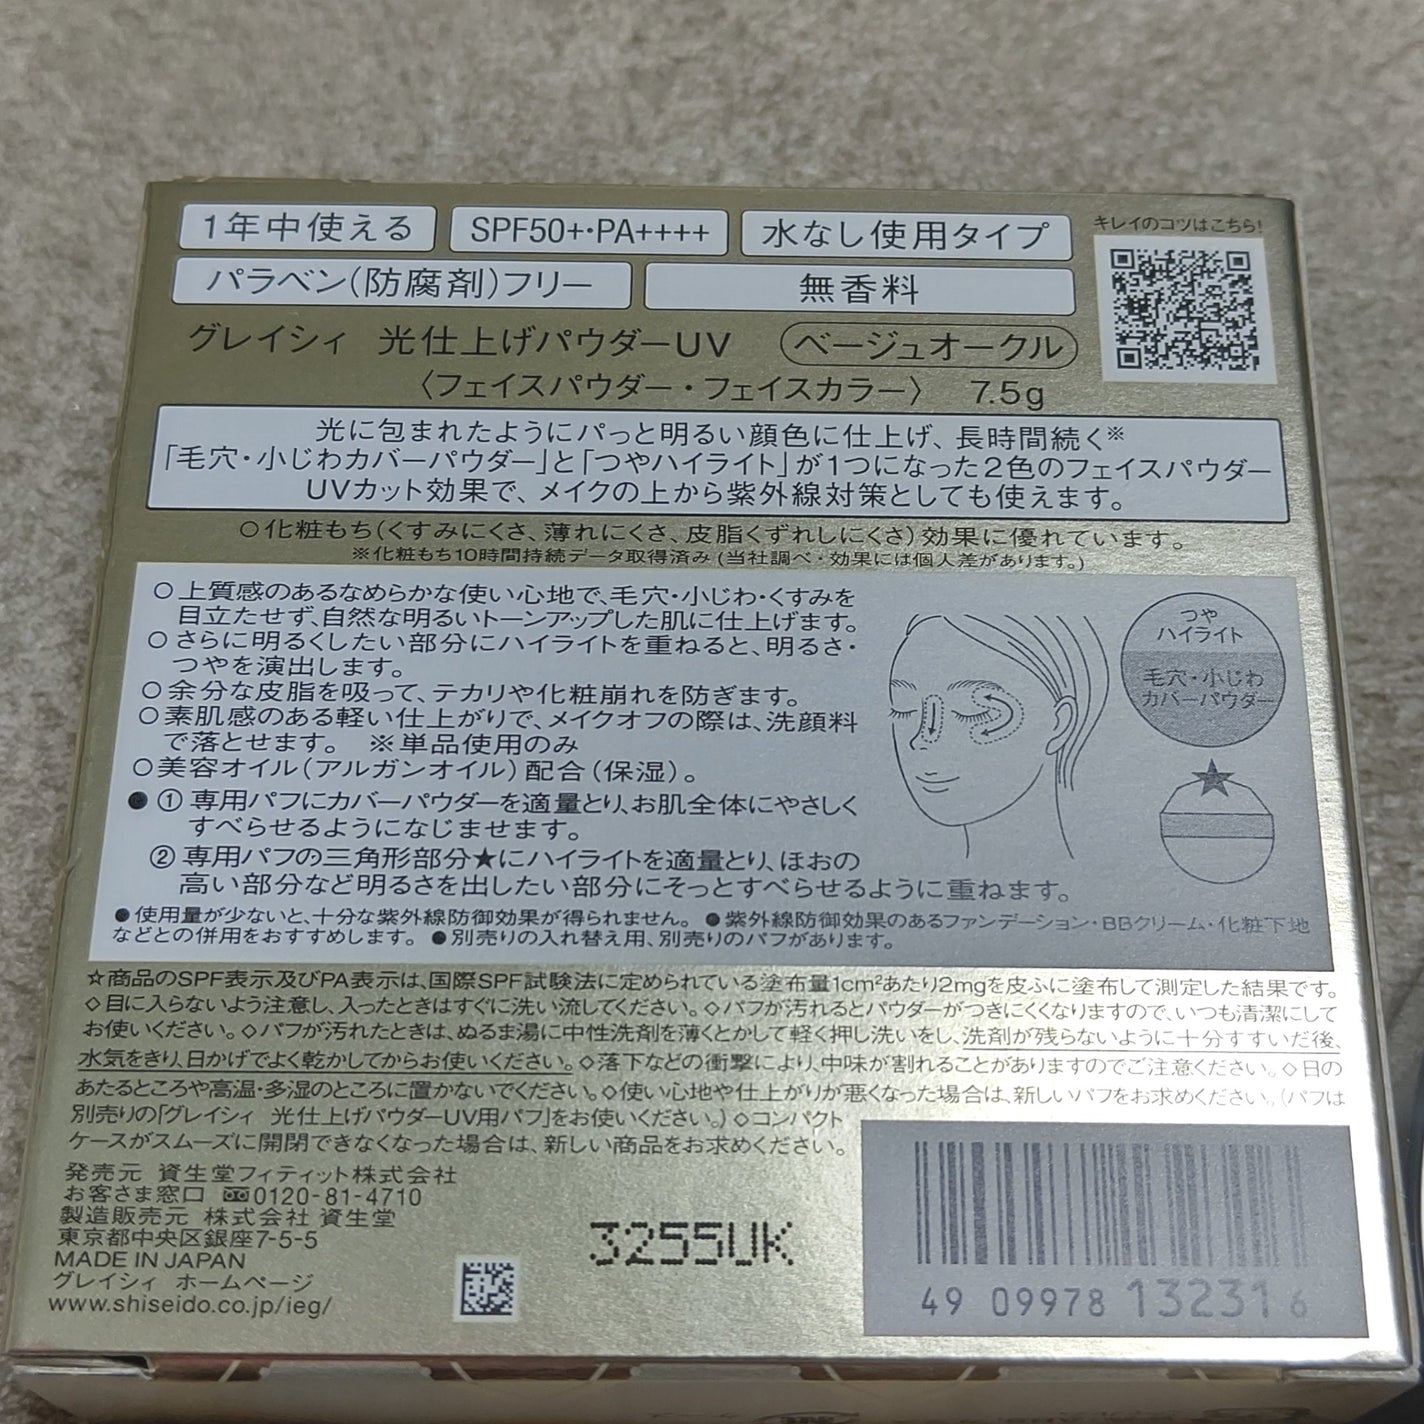 1年中使える SPF50+・PA++++ 水なし使用タイプ
キレイのコツはこちら!
パラベン(防腐剤)フリー 無香料
グレイシィ 光仕上げパウダーUV ベージュオークル
〈フェイスパウダー・フェイスカラー〉 7.5g
光に包まれたようにパっと明るい顔色に仕上げ、長時間続く※
「毛穴・小じわカバーパウダー」と「つやハイライト」が1つになった2色のフェイスパウダー
UVカット効果で、メイクの上から紫外線対策としても使えます。
○化粧もち(くすみにくさ、薄れにくさ、皮脂くずれしにくさ)効果に優れています。
※化粧もち10時間持続データ取得済み(当社調べ・効果には個人差があります。)
○上質感のあるなめらかな使い心地で、毛穴・小じわ・くすみを
目立たせず、自然な明るいトーンアップした肌に仕上げます。
○さらに明るくしたい部分にハイライトを重ねると、明るさ・
つやを演出します。
○余分な皮脂を吸って、テカリや化粧崩れを防ぎます。
○素肌感のある軽い仕上がりで、メイクオフの際は、洗顔料
で落とせます。 ※単品使用のみ
○美容オイル(アルガンオイル)配合(保湿)。
つや
ハイライト
毛穴・小じわ
カバーパウダー
★
●①専用パフにカバーパウダーを適量とり、お肌全体にやさしく
すべらせるようになじませます。
②専用パフの三角形部分★にハイライトを適量とり、ほおの
高い部分など明るさを出したい部分にそっとすべらせるように重ねます。
●使用量が少ないと、十分な紫外線防御効果が得られません。 ●紫外線防御効果のあるファンデーション・BBクリーム・化粧下地
などとの併用をおすすめします。 ●別売りの入れ替え用、別売りのパフがあります。
☆商品のSPF表示及びPA表示は、国際SPF試験法に定められている塗布量1cm²あたり2mgを皮ふに塗布して測定した結果です。
◇目に入らないよう注意し、入ったときはすぐに洗い流してください。◇パフが汚れるとパウダーがつきにくくなりますので、いつも清潔にして
お使いください。◇パフが汚れたときは、ぬるま湯に中性洗剤を薄くとかして軽く押し洗いをし、洗剤が残らないように十分すすいだ後、
水気をきり、日かげでよく乾かしてからお使いください。◇落下などの衝撃により、中味が割れることがありますのでご注意ください。◇日の
あたるところや高温・多湿のところに置かないでください。◇使い心地や仕上がりが悪くなった場合は、新しいパフをお求めください。(パフは
別売りの「グレイシィ 光仕上げパウダーUV用パフ」をお使いください。)◇コンパクト
ケースがスムーズに開閉できなくなった場合は、新しい商品をお求めください。
発売元 資生堂フィティット株式会社
お客さま窓口 0120-81-4710
製造販売元 株式会社 資生堂
東京都中央区銀座7-5-5
MADE IN JAPAN
グレイシィ ホームページ
www.shiseido.co.jp/ieg/
3255UK
49 09978 132316